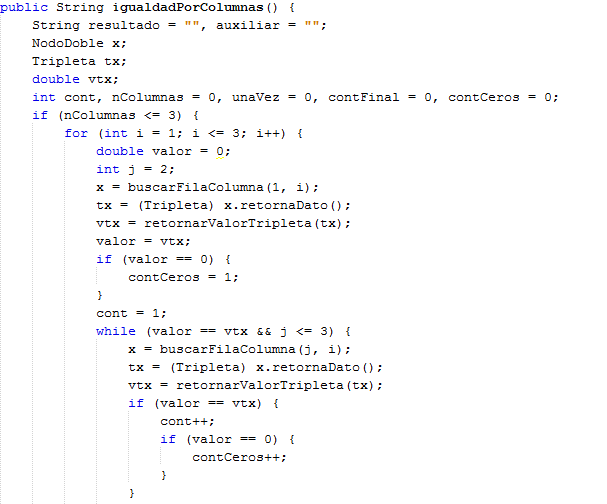 public String igualdadPorColumnas() {
    String resultado = "", auxiliar = "";
    NodoDoble x;
    Tripleta tx;
    double vtx;
    int cont, nColumnas = 0, unaVez = 0, contFinal = 0, contCeros = 0;
    if (nColumnas <= 3) {
        for (int i = 1; i <= 3; i++) {
            double valor = 0;
            int j = 2;
            x = buscarFilaColumna(1, i);
            tx = (Tripleta) x.retornaDato();
            vtx = retornarValorTripleta(tx);
            valor = vtx;
            if (valor == 0) {
                contCeros = 1;
            }
            cont = 1;
            while (valor == vtx && j <= 3) {
                x = buscarFilaColumna(j, i);
                tx = (Tripleta) x.retornaDato();
                vtx = retornarValorTripleta(tx);
                if (valor == vtx) {
                    cont++;
                    if (valor == 0) {
                        contCeros++;
                    }
                }